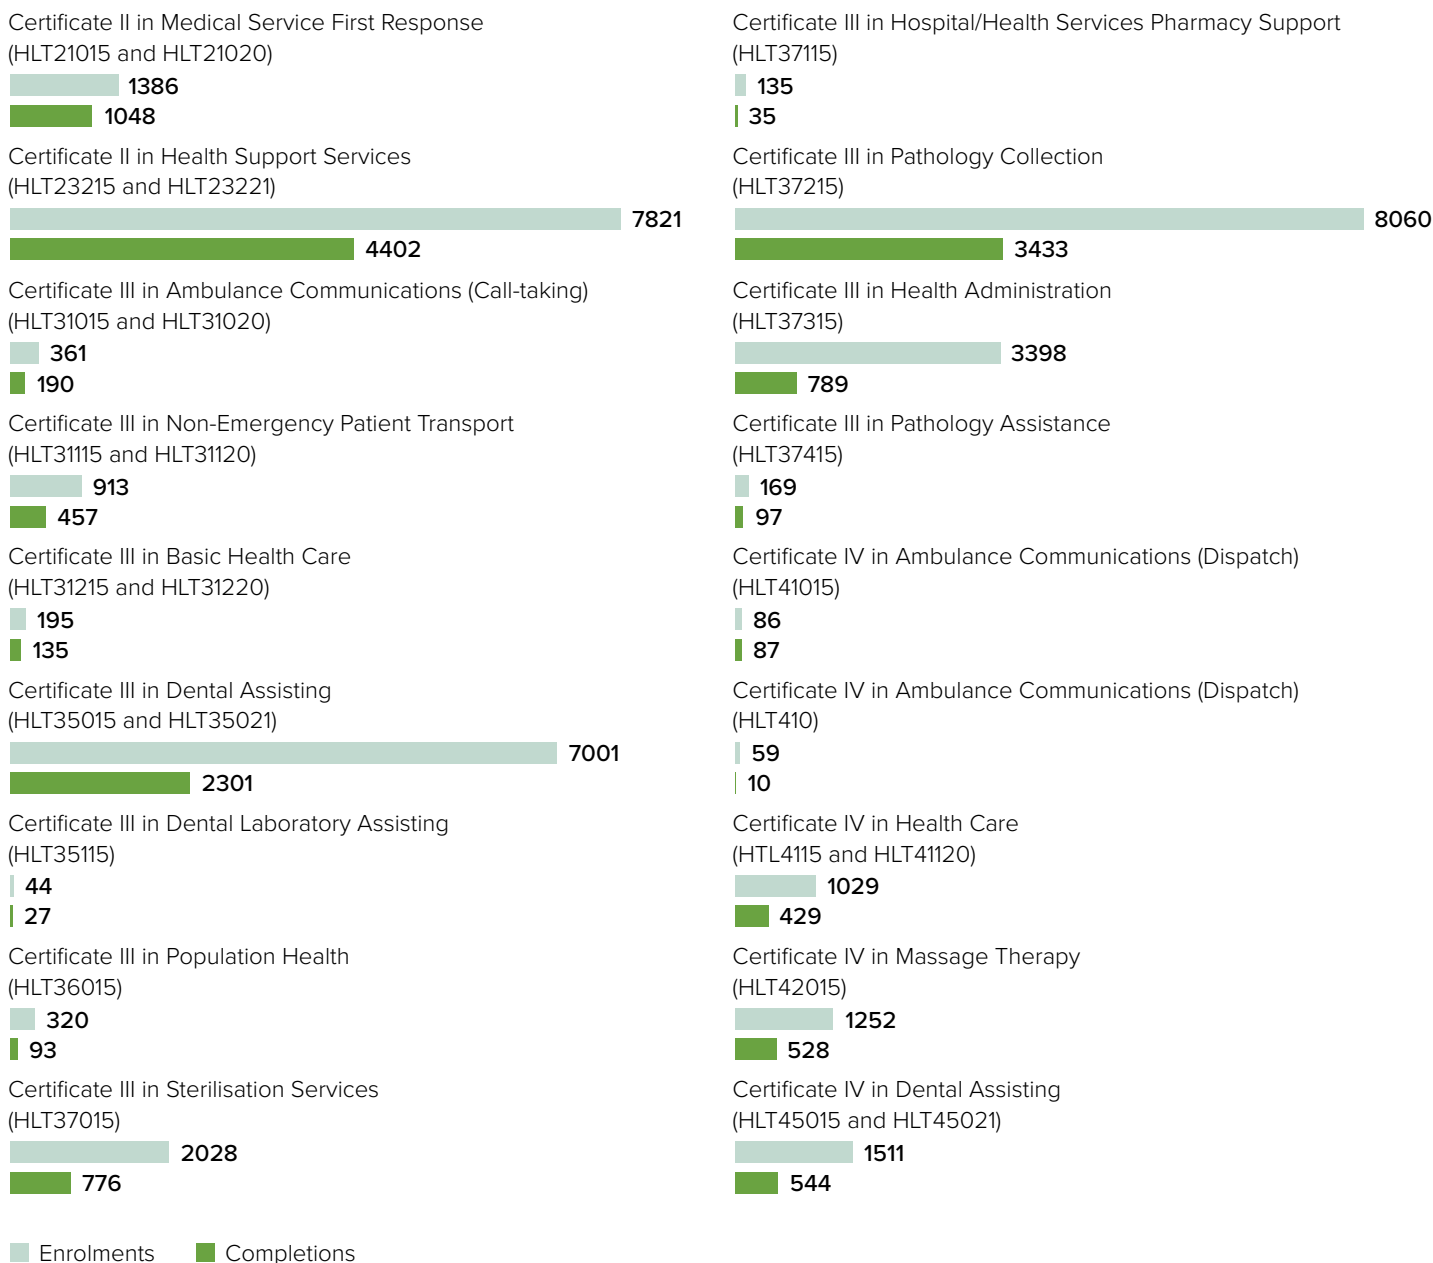 Certificate II in Medical Service First Response
(HLT21015 and HLT21020)
1386
1048
Certificate II in Health Support Services
(HLT23215 and HLT23221)
7821
4402
Certificate III in Ambulance Communications (Call-taking)
(HLT31015 and HLT31020)
361
190
Certificate III in Non-Emergency Patient Transport
(HLT31115 and HLT31120)
913
457
Certificate III in Basic Health Care
(HLT31215 and HLT31220)
195
135
Certificate III in Dental Assisting
(HLT35015 and HLT35021)
7001
2301
Certificate III in Dental Laboratory Assisting
(HLT35115)
44
27
Certificate III in Population Health
(HLT36015)
320
93
Certificate III in Sterilisation Services
(HLT37015)
2028
776
Certificate III in Hospital/Health Services Pharmacy Support
(HLT37115)
135
35
Certificate III in Pathology Collection
(HLT37215)
8060
3433
Certificate III in Health Administration
(HLT37315)
3398
789
Certificate III in Pathology Assistance
(HLT37415)
169
97
Certificate IV in Ambulance Communications (Dispatch)
(HLT41015)
86
87
Certificate IV in Ambulance Communications (Dispatch)
(HLT410)
59
10
Certificate IV in Health Care
(HTL4115 and HLT41120)
1029
429
Certificate IV in Massage Therapy
(HLT42015)
1252
528
Certificate IV in Dental Assisting
(HLT45015 and HLT45021)
1511
544
Enrolments Completions